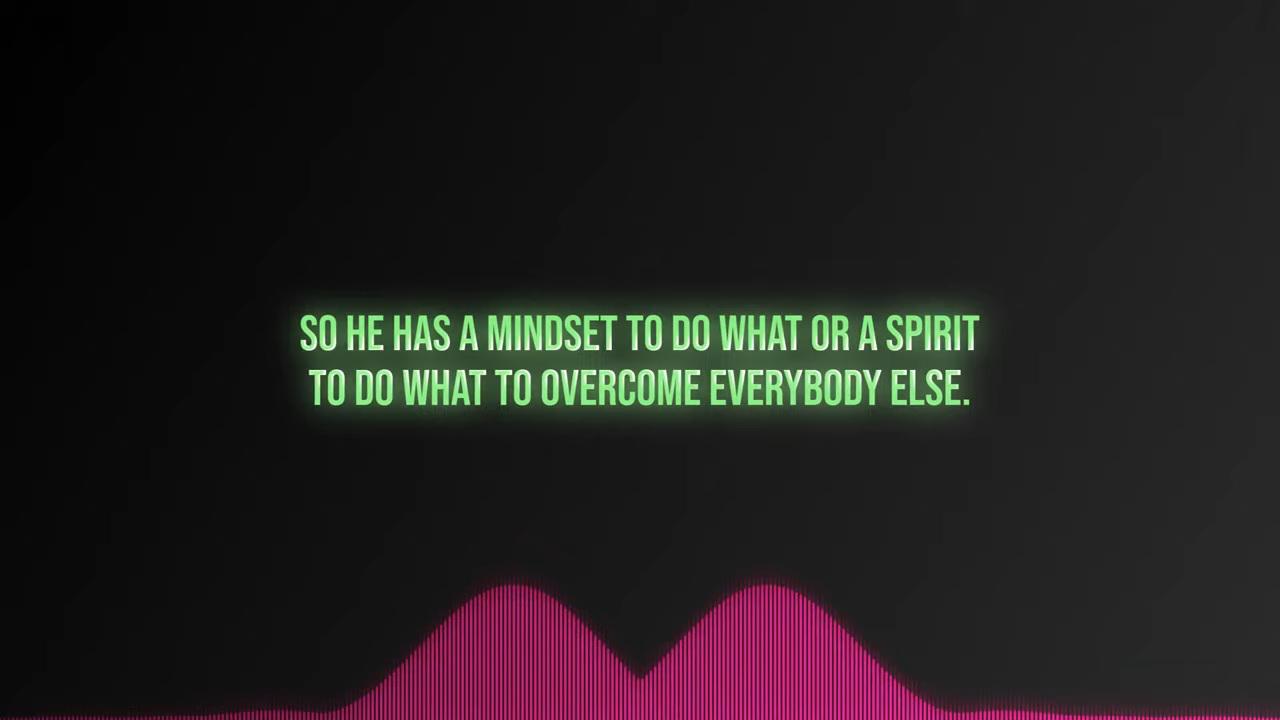 SO HE HAS A MINDSET TO DO WHAT OR A SPIRIT
TO DO WHAT TO OVERCOME EVERYBODY ELSE.